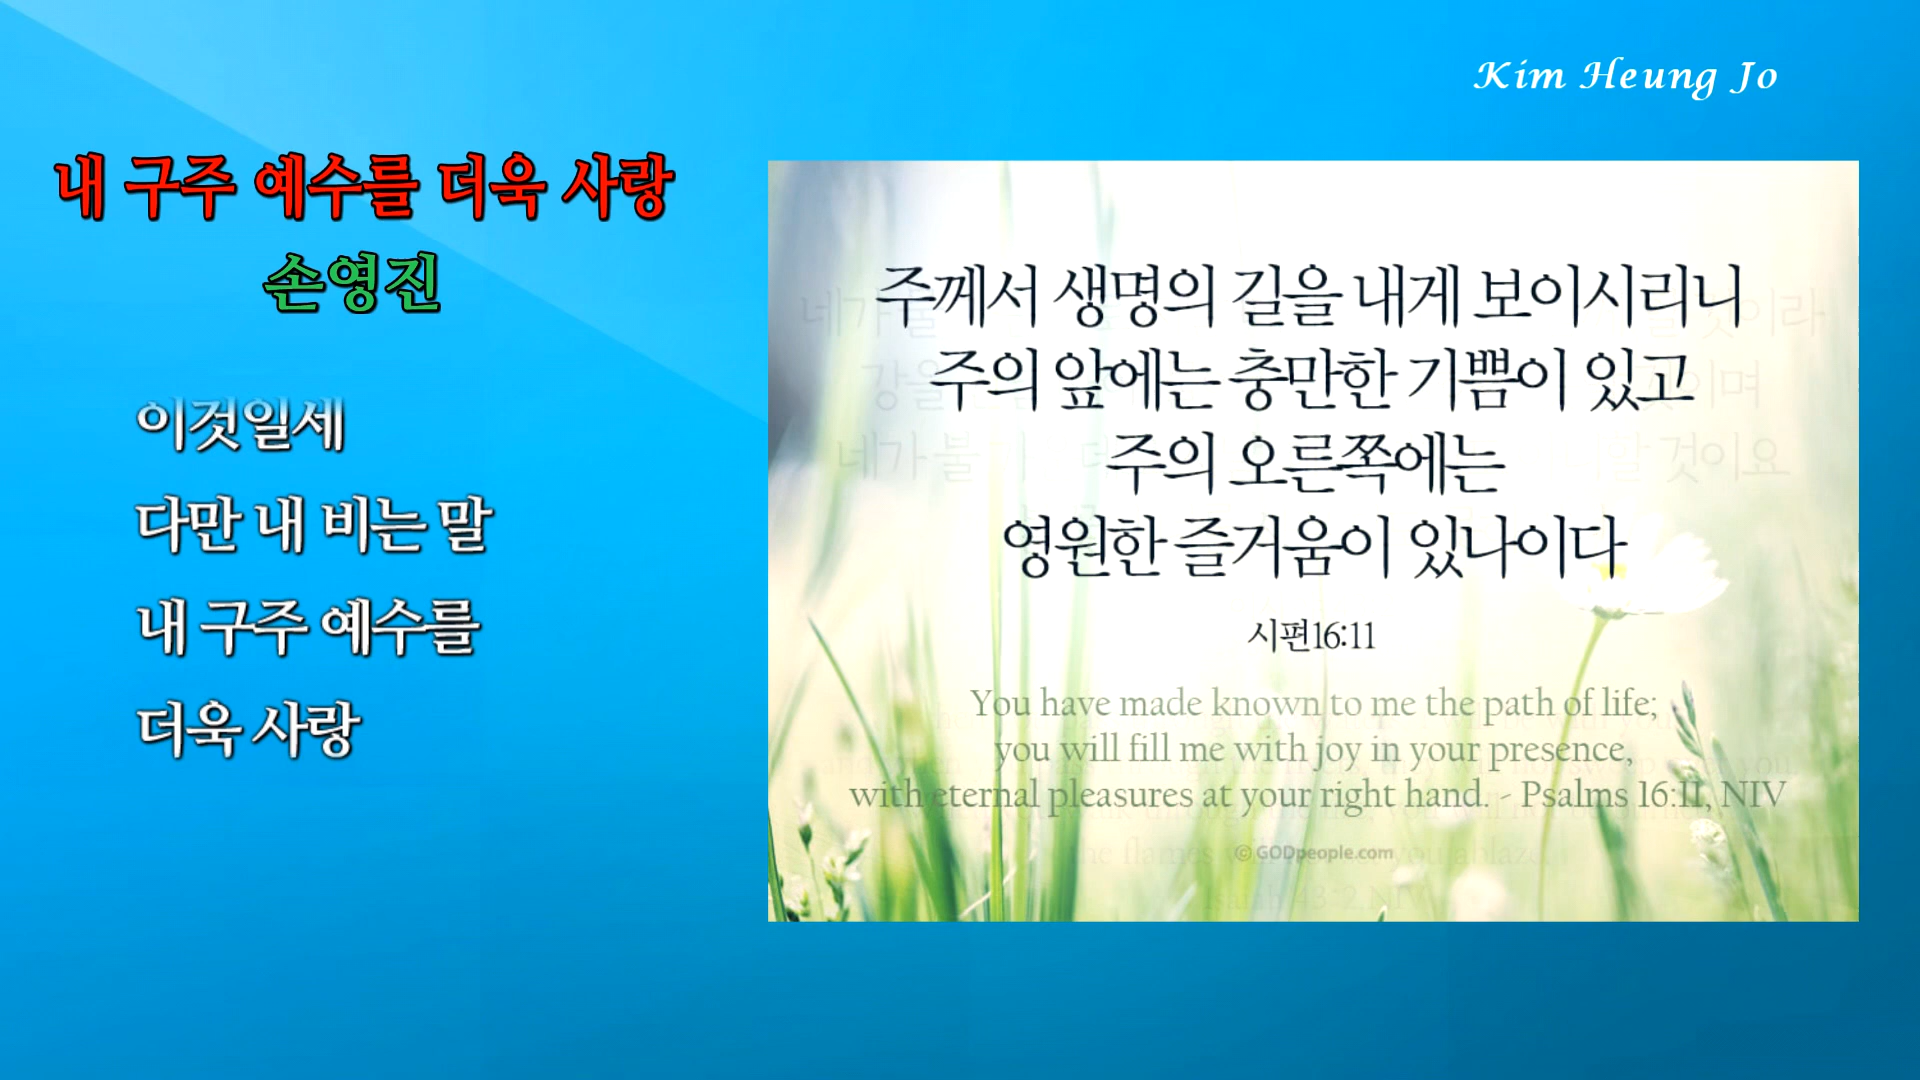 Kim Heung Jo
내 구주 예수를 더욱 사랑
손영진
이것일세
다만 내 비는 말
내 구주 예수를
더욱 사랑
주께서 생명의 길을 내게 보이시리니
주의 앞에는 충만한 기쁨이 있고
주의 오른쪽에는
영원한 즐거움이 있나이다
시편16:11
You have made known to me the path of life;
you will fill me with joy in your presence,
with eternal pleasures at your right hand. - Psalms 16:11, NIV
© GODpeople.com
Isaiah 43:2, NIV